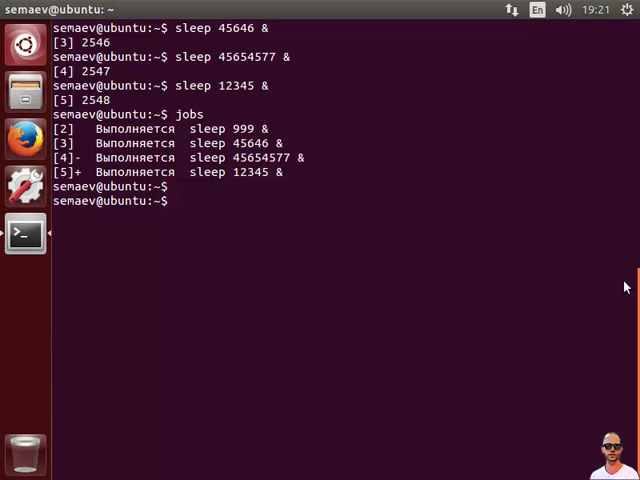 semaev@ubuntu: ~
En
19:21
semaev@ubuntu:~$ sleep 45646 &
[3] 2546
semaev@ubuntu:~$ sleep 45654577 &
[4] 2547
semaev@ubuntu:~$ sleep 12345 &
[5] 2548
semaev@ubuntu:~$ jobs
[2]   Выполняется  sleep 999 &
[3]   Выполняется  sleep 45646 &
[4]-  Выполняется  sleep 45654577 &
[5]+  Выполняется  sleep 12345 &
semaev@ubuntu:~$
semaev@ubuntu:~$